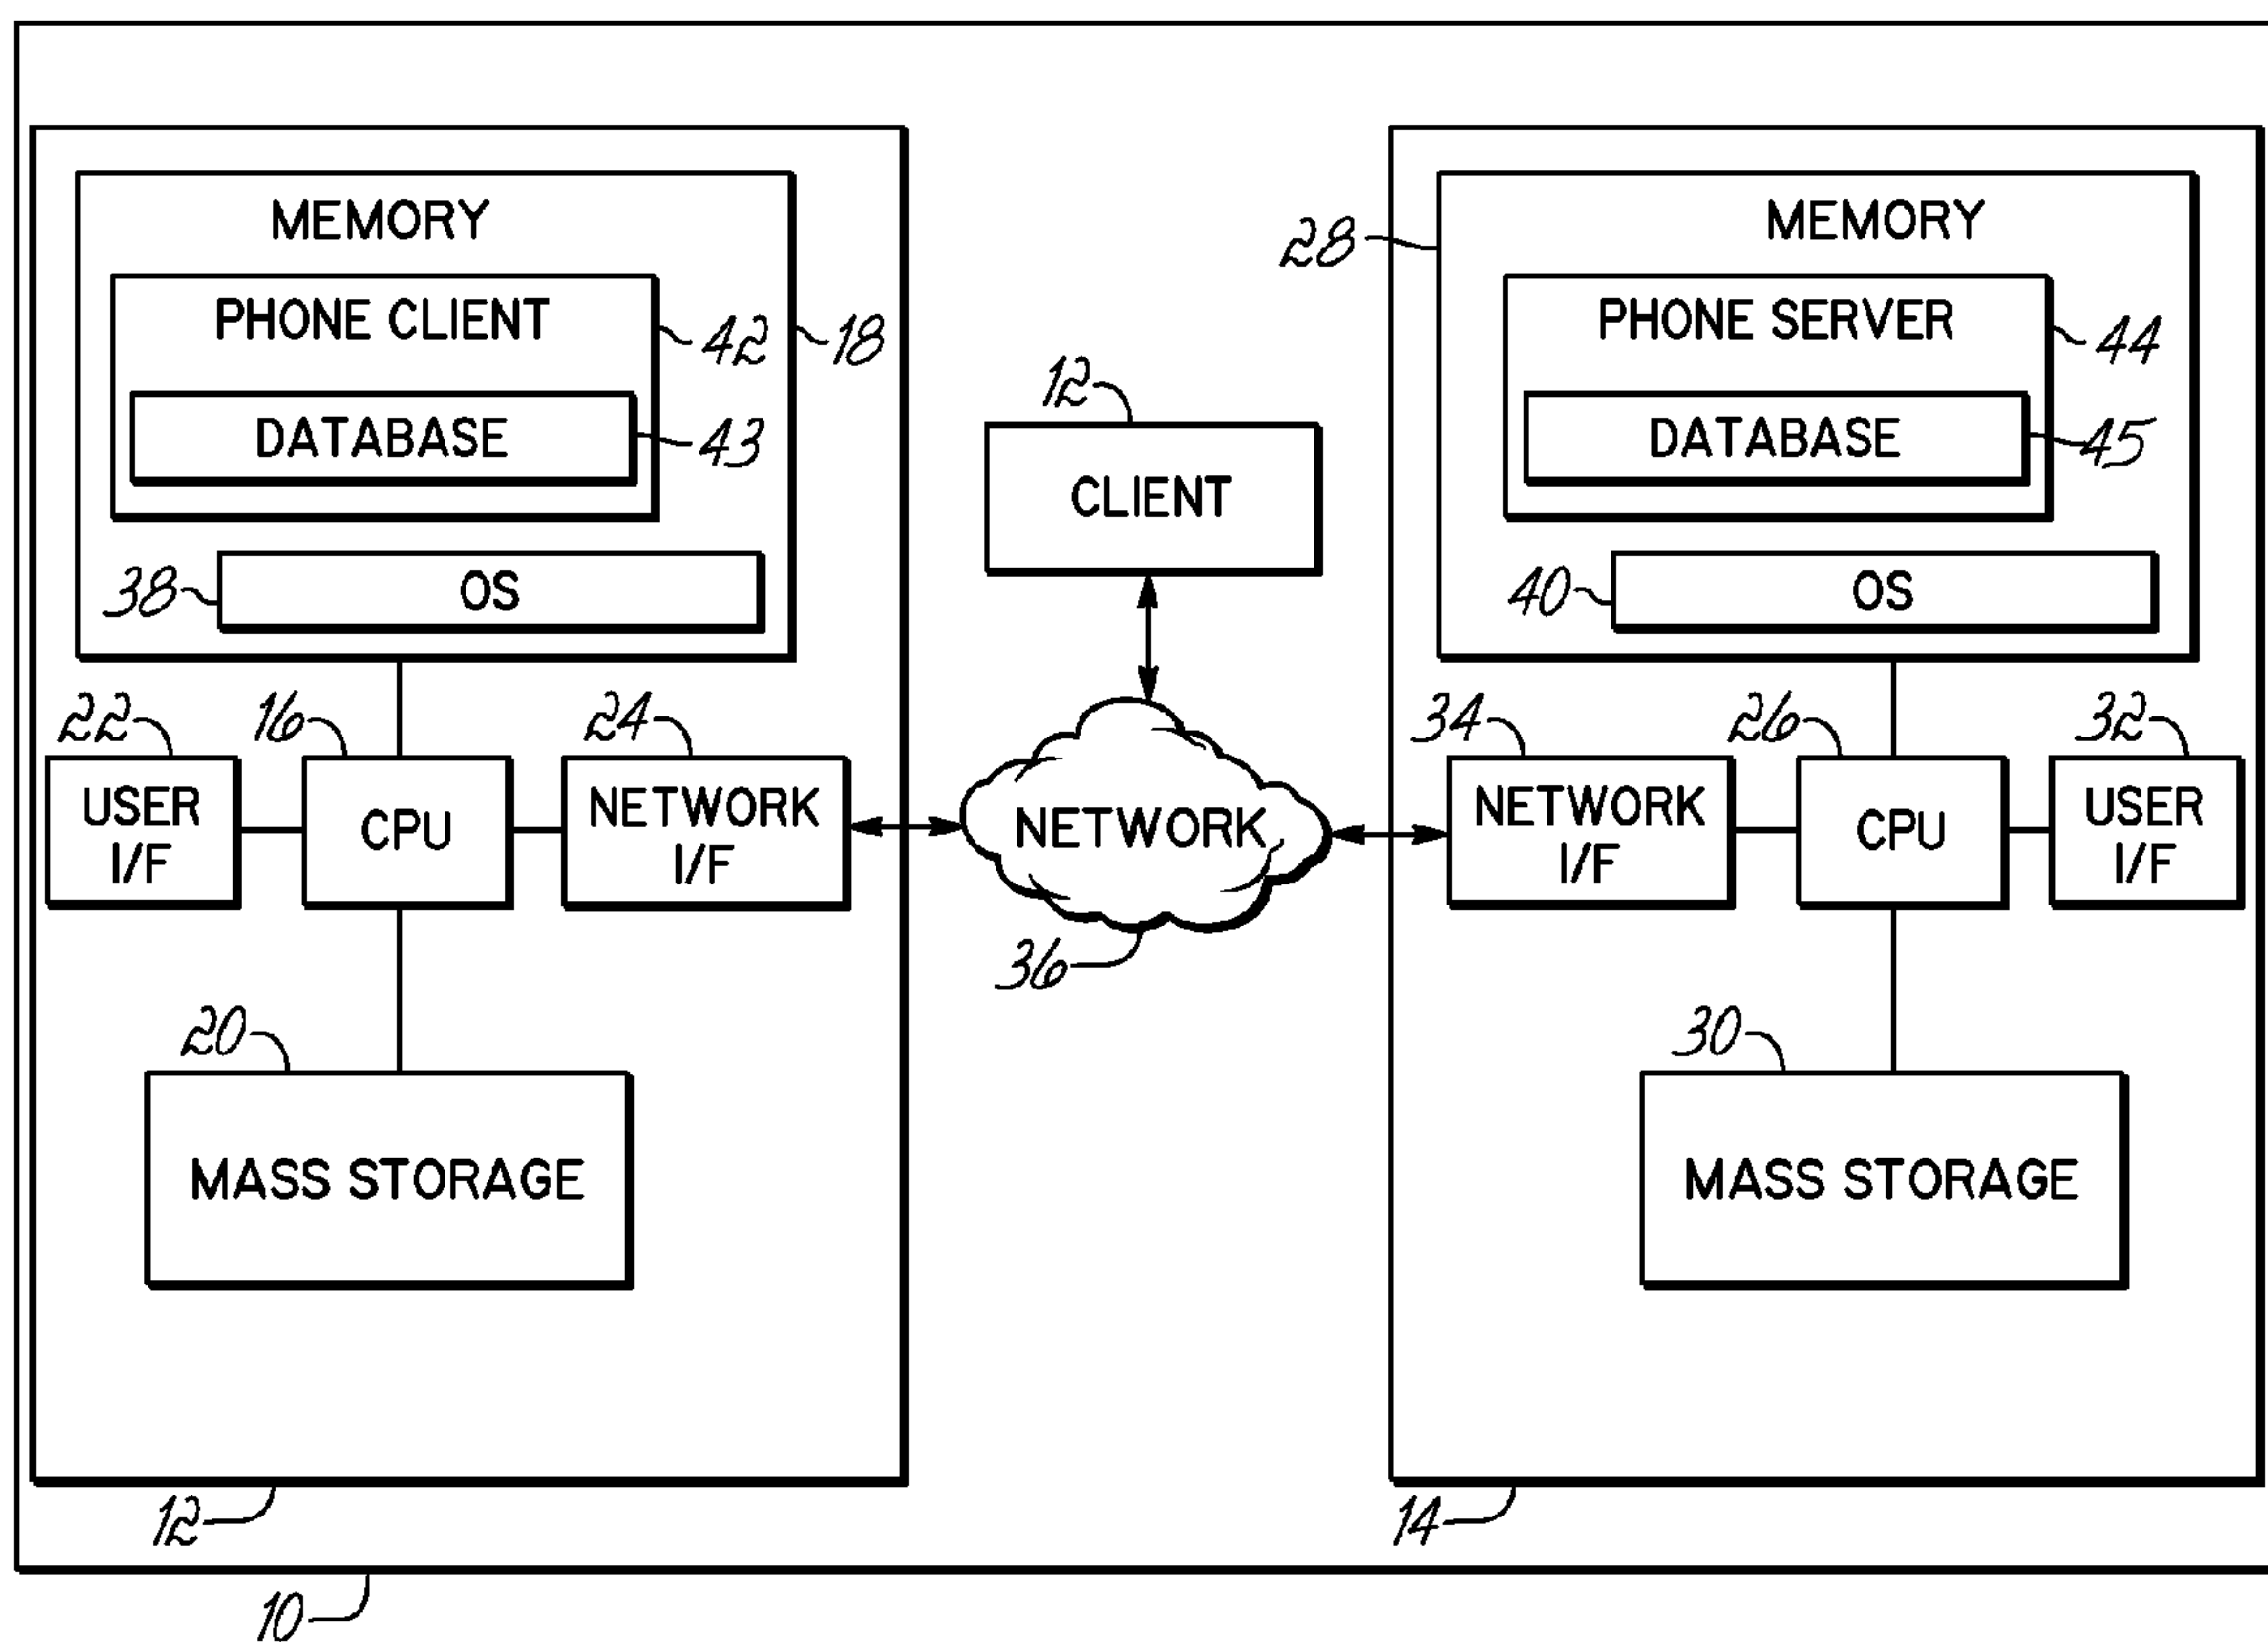 MEMORY
PHONE CLIENT
42
18
DATABASE
43
38
OS
22
16
24
USER
I/F
CPU
NETWORK
I/F
20
MASS STORAGE
12
10
12
CLIENT
NETWORK
36
28
MEMORY
PHONE SERVER
44
DATABASE
45
40
OS
34
26
32
NETWORK
I/F
CPU
USER
I/F
30
MASS STORAGE
14